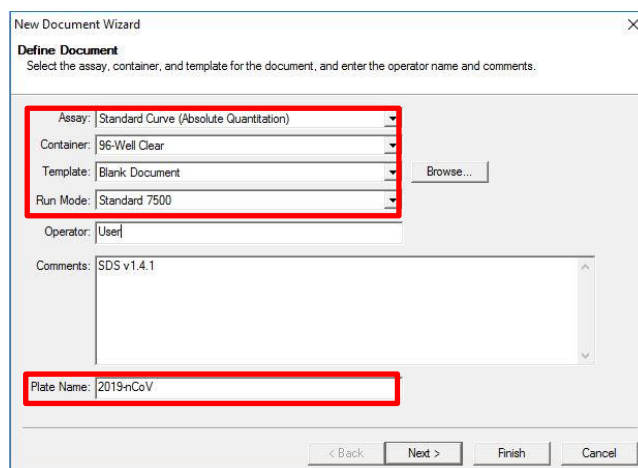 New Document Wizard
Define Document
Select the assay, container, and template for the document, and enter the operator name and comments.
Assay: Standard Curve (Absolute Quantitation)
Container: 96-Well Clear
Template: Blank Document Browse...
Run Mode: Standard 7500
Operator: User
Comments: SDS v1.4.1
Plate Name: 2019-nCoV
< Back Next > Finish Cancel